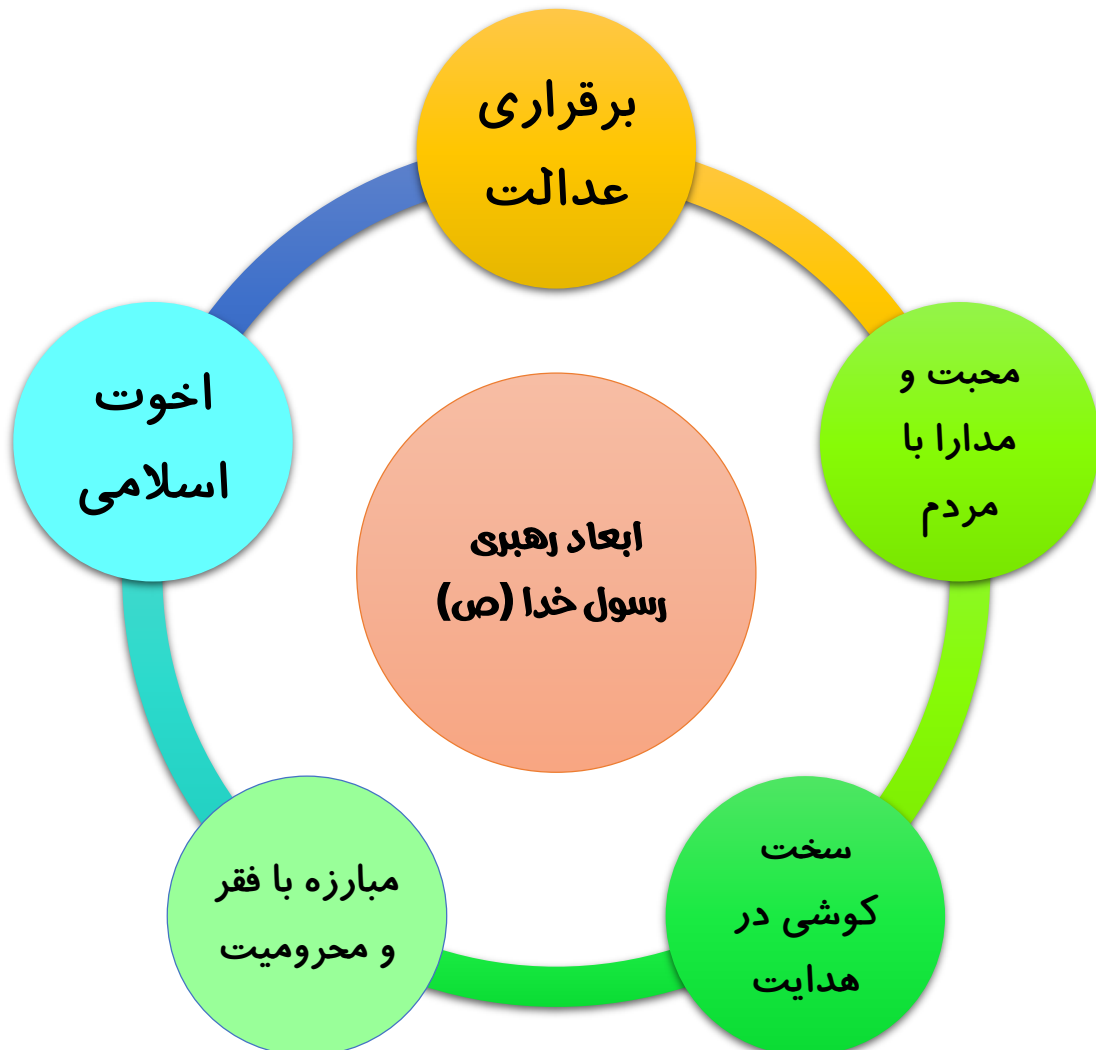 برقراری
عدالت
محبت و
مدارا با
مردم
سخت
کوشی در
هدایت
مبارزه با فقر
و محرومیت
اخوت
اسلامی
ابعاد رهبری
رسول خدا (ص)